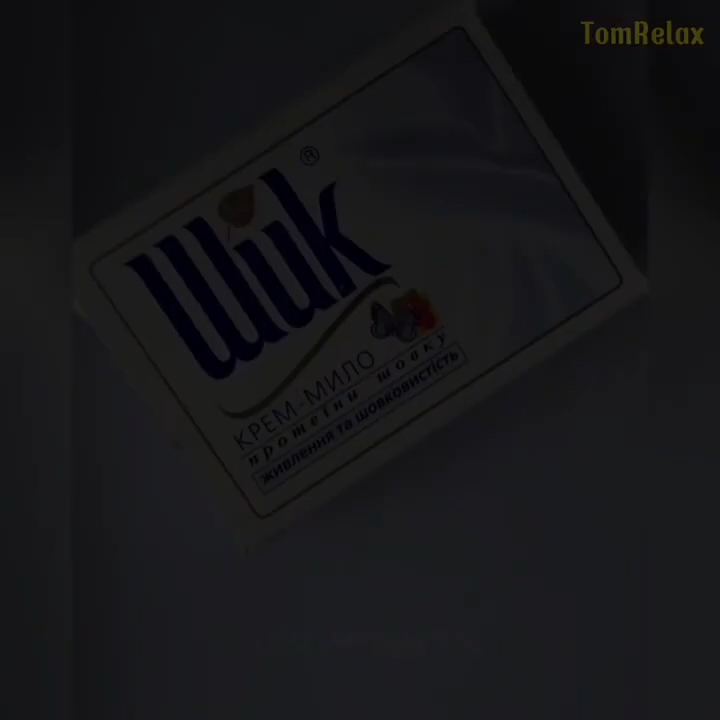 TomRelax
®
Шик
КРЕМ-МИЛО
протеїни шовку
живлення та шовковистість